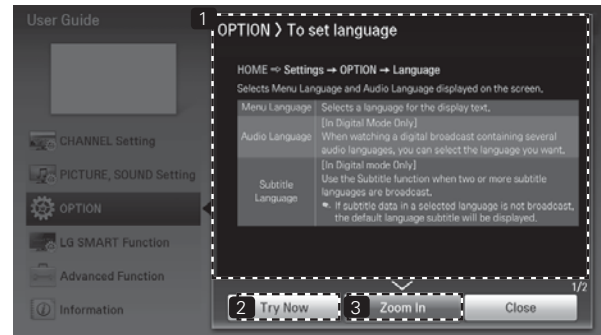 User Guide
CHANNEL Setting
PICTURE, SOUND Setting
OPTION
LG SMART Function
Advanced Function
Information
1
OPTION > To set language
HOME ⇨ Settings → OPTION → Language
Selects Menu Language and Audio Language displayed on the screen.
Menu Language Selects a language for the display text.
Audio Language
[In Digital Mode Only]
When watching a digital broadcast containing several
audio languages, you can select the language you want.
Subtitle
Language
[In Digital mode Only]
Use the Subtitle function when two or more subtitle
languages are broadcast.
If subtitle data in a selected language is not broadcast,
the default language subtitle will be displayed.
1/2
2 Try Now
3 Zoom In
Close